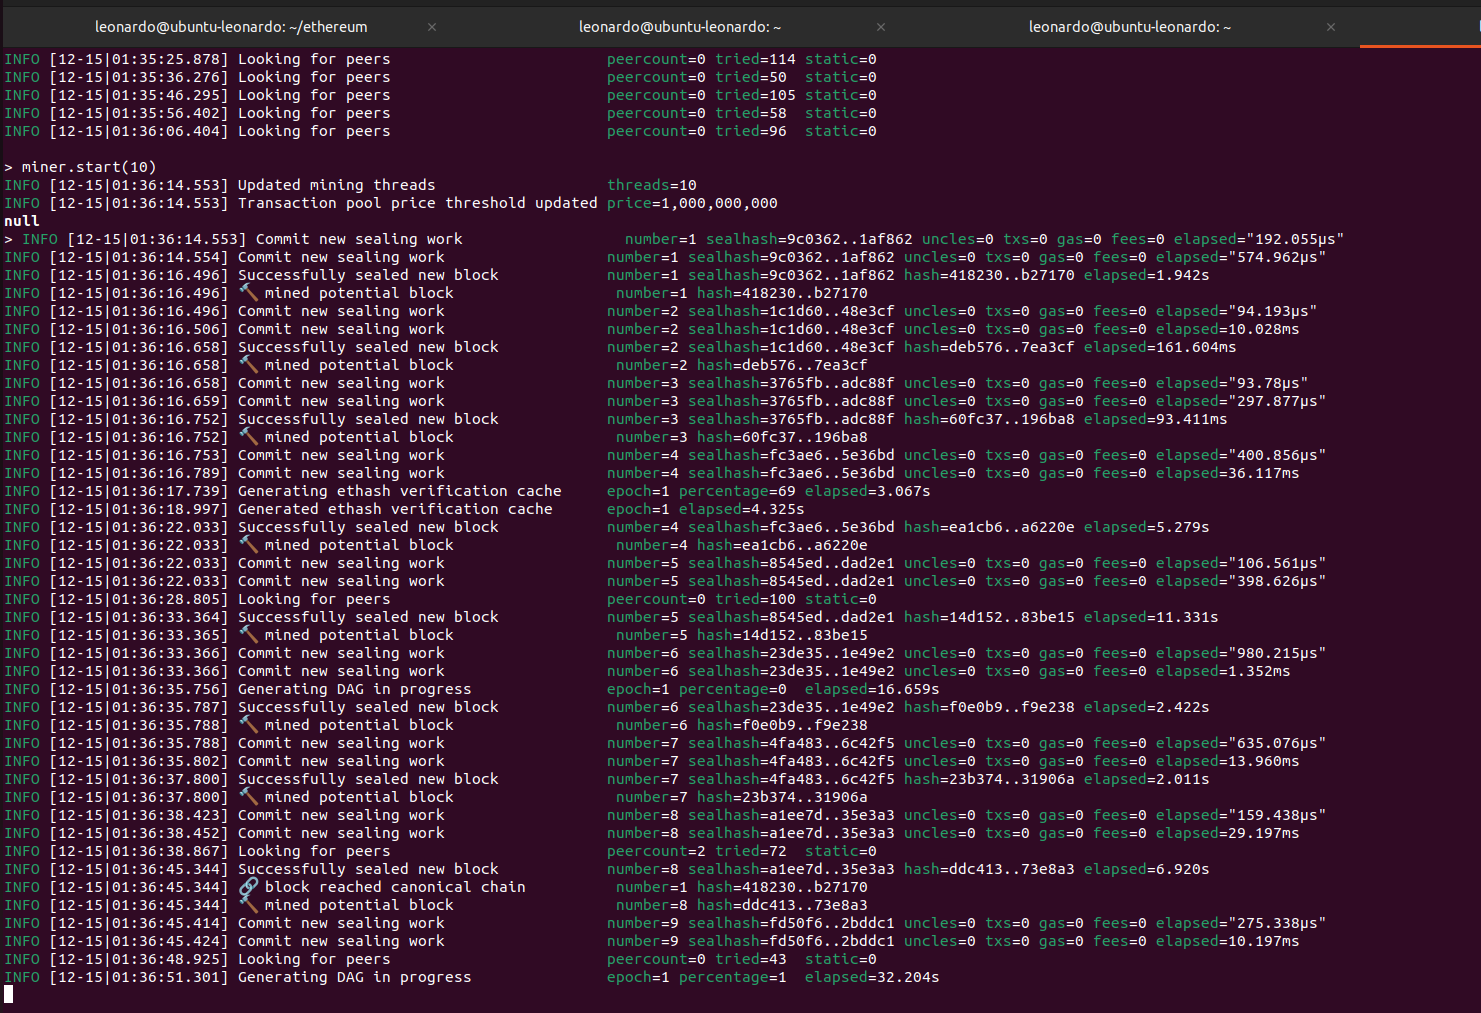 leonardo@ubuntu-leonardo: ~/ethereum × leonardo@ubuntu-leonardo: ~ × leonardo@ubuntu-leonardo: ~ ×
INFO [12-15|01:35:25.878] Looking for peers peercount=0 tried=114 static=0
INFO [12-15|01:35:36.276] Looking for peers peercount=0 tried=50 static=0
INFO [12-15|01:35:46.295] Looking for peers peercount=0 tried=105 static=0
INFO [12-15|01:35:56.402] Looking for peers peercount=0 tried=58 static=0
INFO [12-15|01:36:06.404] Looking for peers peercount=0 tried=96 static=0
> miner.start(10)
INFO [12-15|01:36:14.553] Updated mining threads threads=10
INFO [12-15|01:36:14.553] Transaction pool price threshold updated price=1,000,000,000
null
> INFO [12-15|01:36:14.553] Commit new sealing work number=1 sealhash=9c0362..1af862 uncles=0 txs=0 gas=0 fees=0 elapsed="192.055µs"
INFO [12-15|01:36:14.554] Commit new sealing work number=1 sealhash=9c0362..1af862 uncles=0 txs=0 gas=0 fees=0 elapsed="574.962µs"
INFO [12-15|01:36:16.496] Successfully sealed new block number=1 sealhash=9c0362..1af862 hash=418230..b27170 elapsed=1.942s
INFO [12-15|01:36:16.496] 🔨 mined potential block number=1 hash=418230..b27170
INFO [12-15|01:36:16.496] Commit new sealing work number=2 sealhash=1c1d60..48e3cf uncles=0 txs=0 gas=0 fees=0 elapsed="94.193µs"
INFO [12-15|01:36:16.506] Commit new sealing work number=2 sealhash=1c1d60..48e3cf uncles=0 txs=0 gas=0 fees=0 elapsed=10.028ms
INFO [12-15|01:36:16.658] Successfully sealed new block number=2 sealhash=1c1d60..48e3cf hash=deb576..7ea3cf elapsed=161.604ms
INFO [12-15|01:36:16.658] 🔨 mined potential block number=2 hash=deb576..7ea3cf
INFO [12-15|01:36:16.658] Commit new sealing work number=3 sealhash=3765fb..adc88f uncles=0 txs=0 gas=0 fees=0 elapsed="93.78µs"
INFO [12-15|01:36:16.659] Commit new sealing work number=3 sealhash=3765fb..adc88f uncles=0 txs=0 gas=0 fees=0 elapsed="297.877µs"
INFO [12-15|01:36:16.752] Successfully sealed new block number=3 sealhash=3765fb..adc88f hash=60fc37..196ba8 elapsed=93.411ms
INFO [12-15|01:36:16.752] 🔨 mined potential block number=3 hash=60fc37..196ba8
INFO [12-15|01:36:16.753] Commit new sealing work number=4 sealhash=fc3ae6..5e36bd uncles=0 txs=0 gas=0 fees=0 elapsed="400.856µs"
INFO [12-15|01:36:16.789] Commit new sealing work number=4 sealhash=fc3ae6..5e36bd uncles=0 txs=0 gas=0 fees=0 elapsed=36.117ms
INFO [12-15|01:36:17.739] Generating ethash verification cache epoch=1 percentage=69 elapsed=3.067s
INFO [12-15|01:36:18.997] Generated ethash verification cache epoch=1 elapsed=4.325s
INFO [12-15|01:36:22.033] Successfully sealed new block number=4 sealhash=fc3ae6..5e36bd hash=ea1cb6..a6220e elapsed=5.279s
INFO [12-15|01:36:22.033] 🔨 mined potential block number=4 hash=ea1cb6..a6220e
INFO [12-15|01:36:22.033] Commit new sealing work number=5 sealhash=8545ed..dad2e1 uncles=0 txs=0 gas=0 fees=0 elapsed="106.561µs"
INFO [12-15|01:36:22.033] Commit new sealing work number=5 sealhash=8545ed..dad2e1 uncles=0 txs=0 gas=0 fees=0 elapsed="398.626µs"
INFO [12-15|01:36:28.805] Looking for peers peercount=0 tried=100 static=0
INFO [12-15|01:36:33.364] Successfully sealed new block number=5 sealhash=8545ed..dad2e1 hash=14d152..83be15 elapsed=11.331s
INFO [12-15|01:36:33.365] 🔨 mined potential block number=5 hash=14d152..83be15
INFO [12-15|01:36:33.366] Commit new sealing work number=6 sealhash=23de35..1e49e2 uncles=0 txs=0 gas=0 fees=0 elapsed="980.215µs"
INFO [12-15|01:36:33.366] Commit new sealing work number=6 sealhash=23de35..1e49e2 uncles=0 txs=0 gas=0 fees=0 elapsed=1.352ms
INFO [12-15|01:36:35.756] Generating DAG in progress epoch=1 percentage=0 elapsed=16.659s
INFO [12-15|01:36:35.787] Successfully sealed new block number=6 sealhash=23de35..1e49e2 hash=f0e0b9..f9e238 elapsed=2.422s
INFO [12-15|01:36:35.788] 🔨 mined potential block number=6 hash=f0e0b9..f9e238
INFO [12-15|01:36:35.788] Commit new sealing work number=7 sealhash=4fa483..6c42f5 uncles=0 txs=0 gas=0 fees=0 elapsed="635.076µs"
INFO [12-15|01:36:35.802] Commit new sealing work number=7 sealhash=4fa483..6c42f5 uncles=0 txs=0 gas=0 fees=0 elapsed=13.960ms
INFO [12-15|01:36:37.800] Successfully sealed new block number=7 sealhash=4fa483..6c42f5 hash=23b374..31906a elapsed=2.011s
INFO [12-15|01:36:37.800] 🔨 mined potential block number=7 hash=23b374..31906a
INFO [12-15|01:36:38.423] Commit new sealing work number=8 sealhash=a1ee7d..35e3a3 uncles=0 txs=0 gas=0 fees=0 elapsed="159.438µs"
INFO [12-15|01:36:38.452] Commit new sealing work number=8 sealhash=a1ee7d..35e3a3 uncles=0 txs=0 gas=0 fees=0 elapsed=29.197ms
INFO [12-15|01:36:38.867] Looking for peers peercount=2 tried=72 static=0
INFO [12-15|01:36:45.344] Successfully sealed new block number=8 sealhash=a1ee7d..35e3a3 hash=ddc413..73e8a3 elapsed=6.920s
INFO [12-15|01:36:45.344] 🔗 block reached canonical chain number=1 hash=418230..b27170
INFO [12-15|01:36:45.344] 🔨 mined potential block number=8 hash=ddc413..73e8a3
INFO [12-15|01:36:45.414] Commit new sealing work number=9 sealhash=fd50f6..2bddc1 uncles=0 txs=0 gas=0 fees=0 elapsed="275.338µs"
INFO [12-15|01:36:45.424] Commit new sealing work number=9 sealhash=fd50f6..2bddc1 uncles=0 txs=0 gas=0 fees=0 elapsed=10.197ms
INFO [12-15|01:36:48.925] Looking for peers peercount=0 tried=43 static=0
INFO [12-15|01:36:51.301] Generating DAG in progress epoch=1 percentage=1 elapsed=32.204s